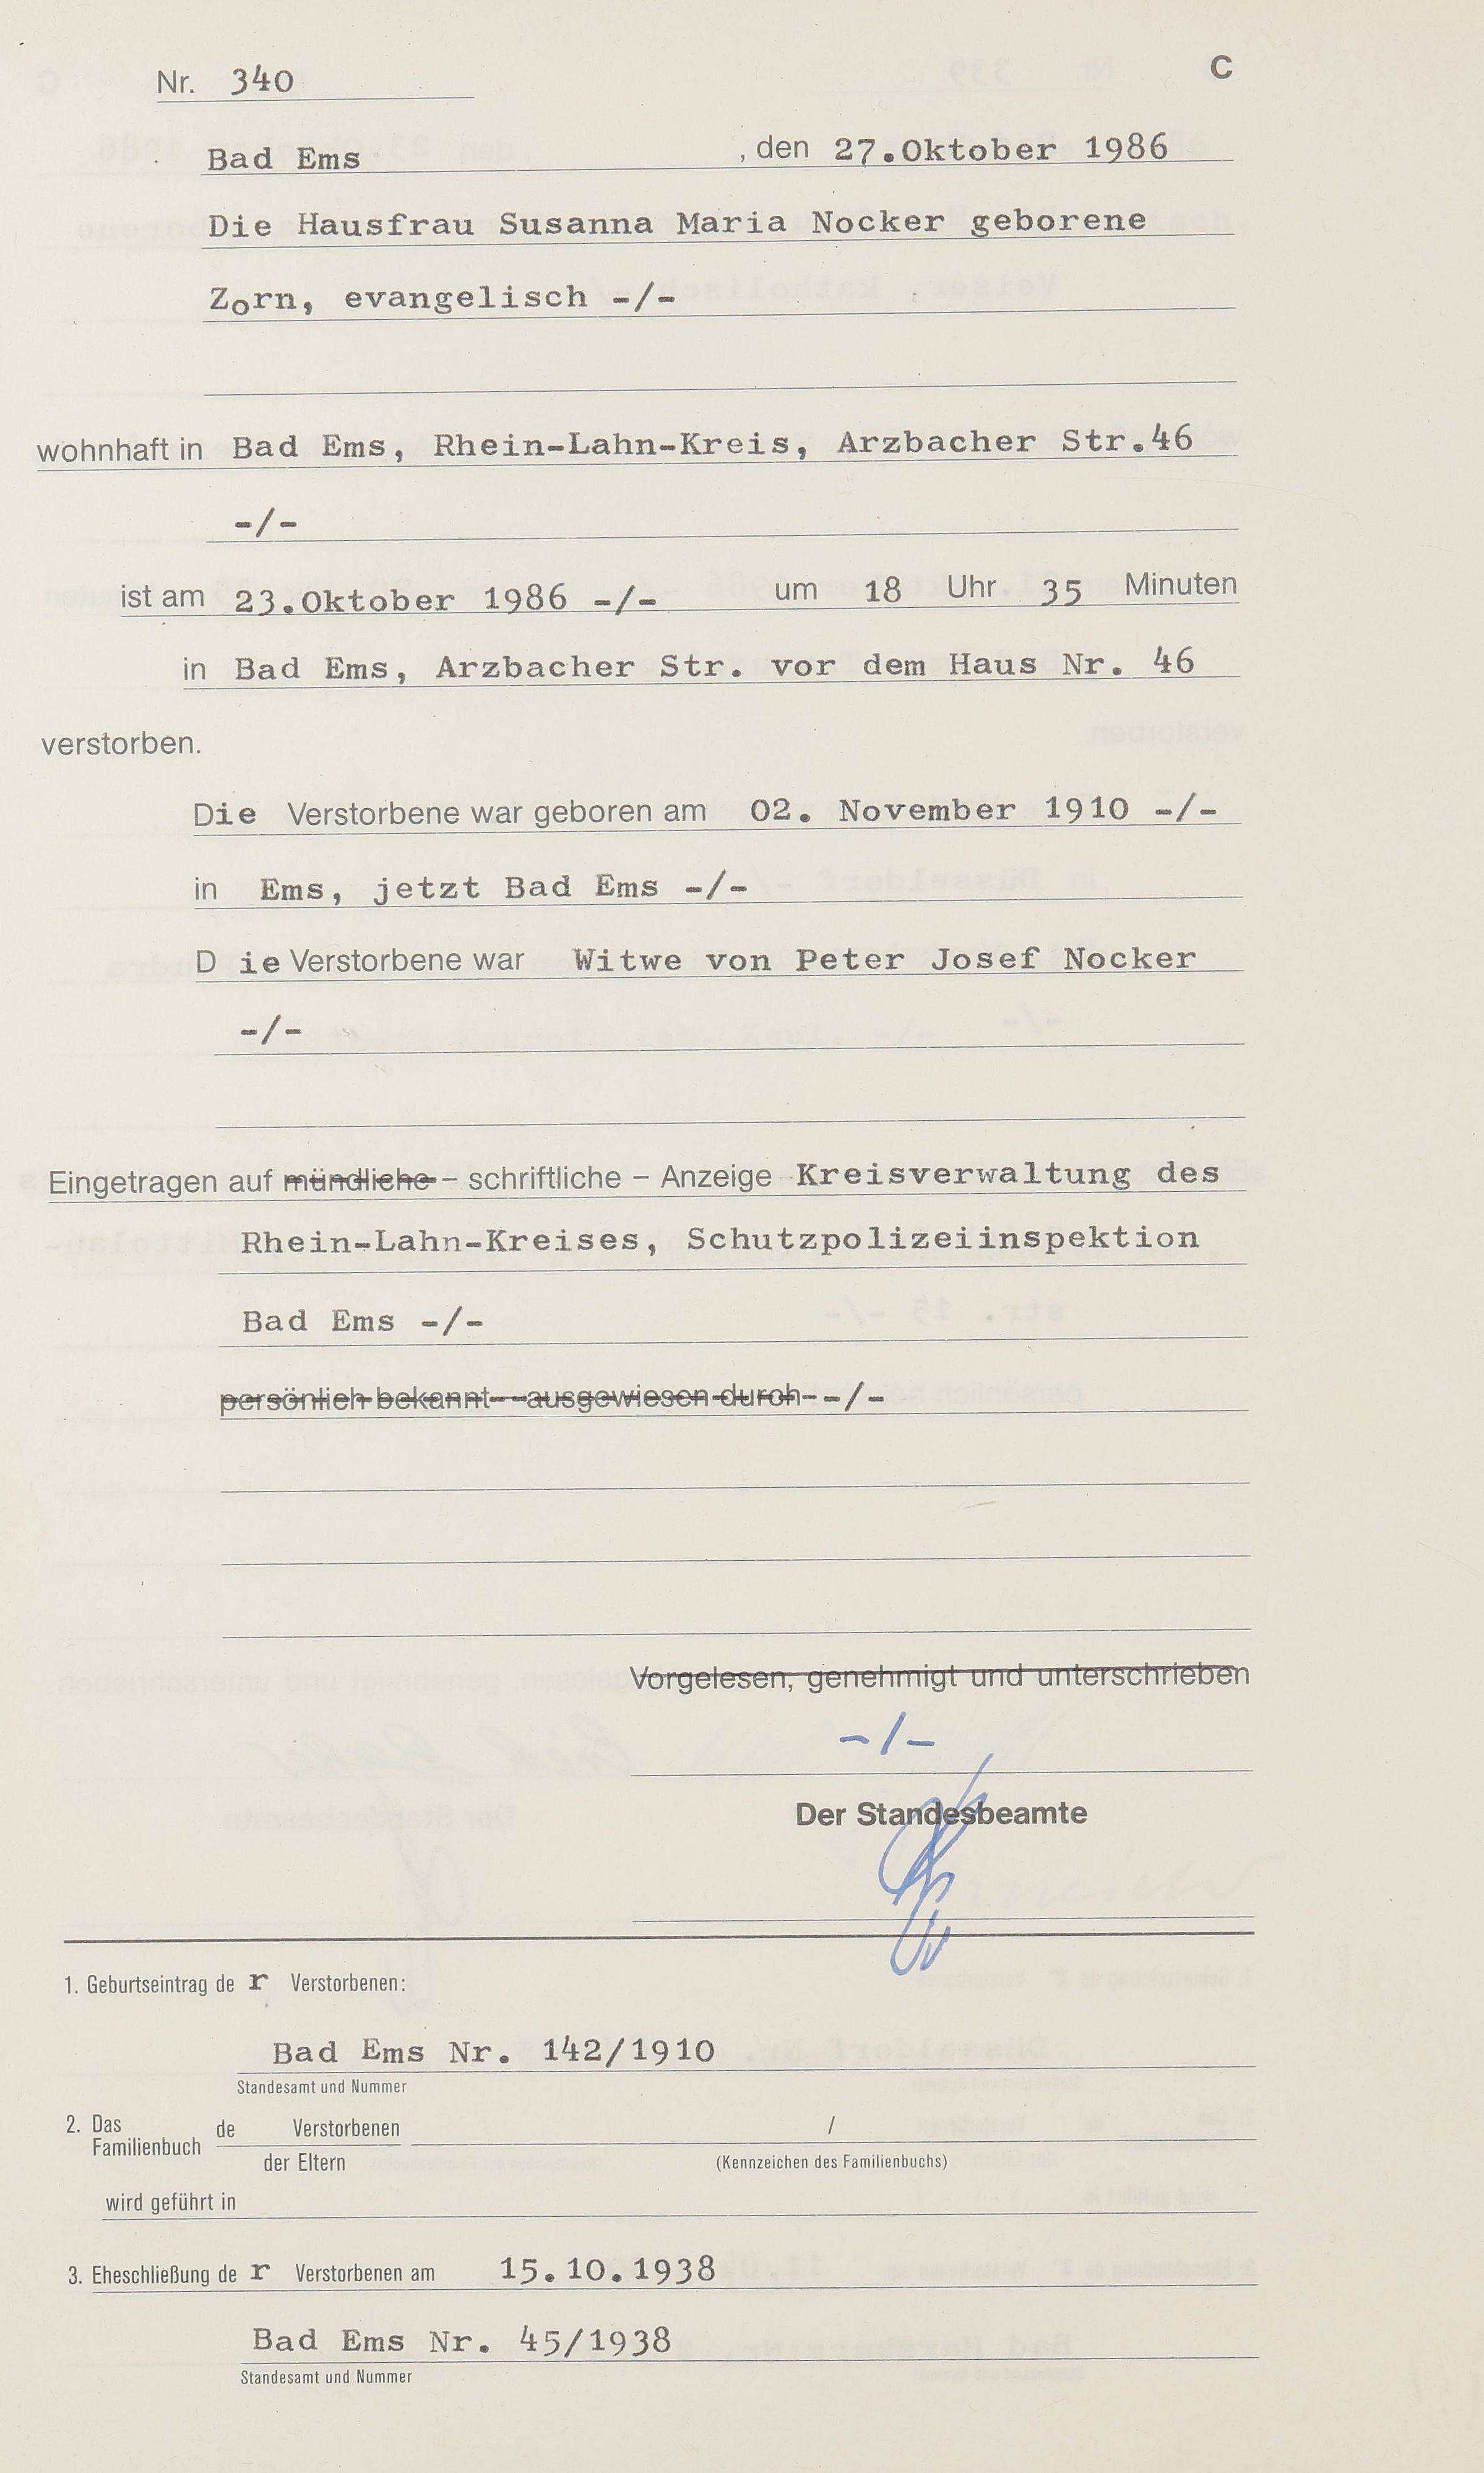 Nr. 340
C
Bad Ems , den 27.Oktober 1986
Die Hausfrau Susanna Maria Nocker geborene
Zorn, evangelisch -/-
wohnhaft in Bad Ems, Rhein-Lahn-Kreis, Arzbacher Str.46
-/-
ist am 23.Oktober 1986 -/- um 18 Uhr 35 Minuten
in Bad Ems, Arzbacher Str. vor dem Haus Nr. 46
verstorben.
Die Verstorbene war geboren am 02. November 1910 -/-
in Ems, jetzt Bad Ems -/-
D ie Verstorbene war Witwe von Peter Josef Nocker
-/-
Eingetragen auf mündliche – schriftliche – Anzeige Kreisverwaltung des
Rhein-Lahn-Kreises, Schutzpolizeiinspektion
Bad Ems -/-
persönlich bekannt – ausgewiesen durch -/-
Vorgelesen, genehmigt und unterschrieben
-/-
Der Standesbeamte
1. Geburtseintrag de r Verstorbenen:
Bad Ems Nr. 142/1910
Standesamt und Nummer
2. Das Familienbuch de Verstorbenen /
der Eltern (Kennzeichen des Familienbuchs)
wird geführt in
3. Eheschließung de r Verstorbenen am 15.10.1938
Bad Ems Nr. 45/1938
Standesamt und Nummer